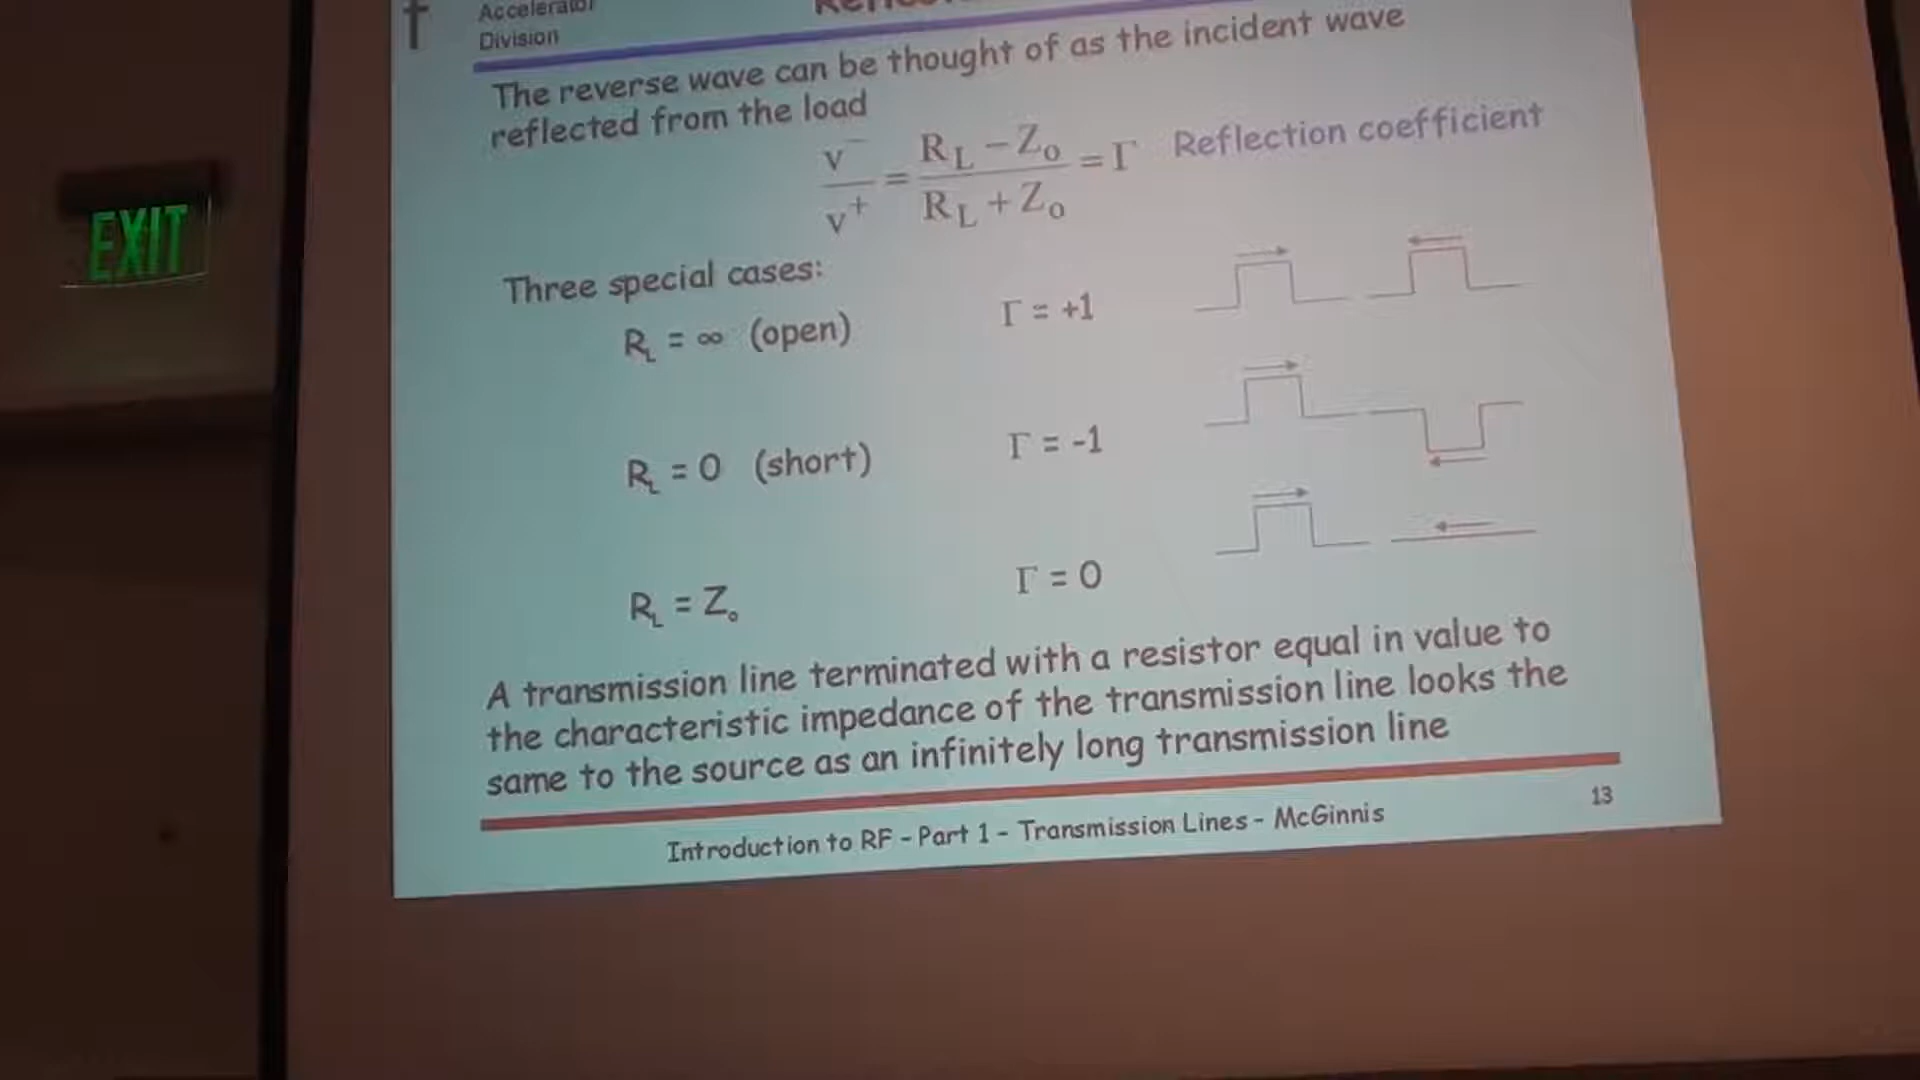 Accelerator
Division
The reverse wave can be thought of as the incident wave
reflected from the load
v⁻/v⁺ = (R_L − Z_o)/(R_L + Z_o) = Γ Reflection coefficient
EXIT
Three special cases:
R_L = ∞ (open) Γ = +1
R_L = 0 (short) Γ = -1
R_L = Z_o Γ = 0
A transmission line terminated with a resistor equal in value to
the characteristic impedance of the transmission line looks the
same to the source as an infinitely long transmission line
Introduction to RF - Part 1 - Transmission Lines - McGinnis
13